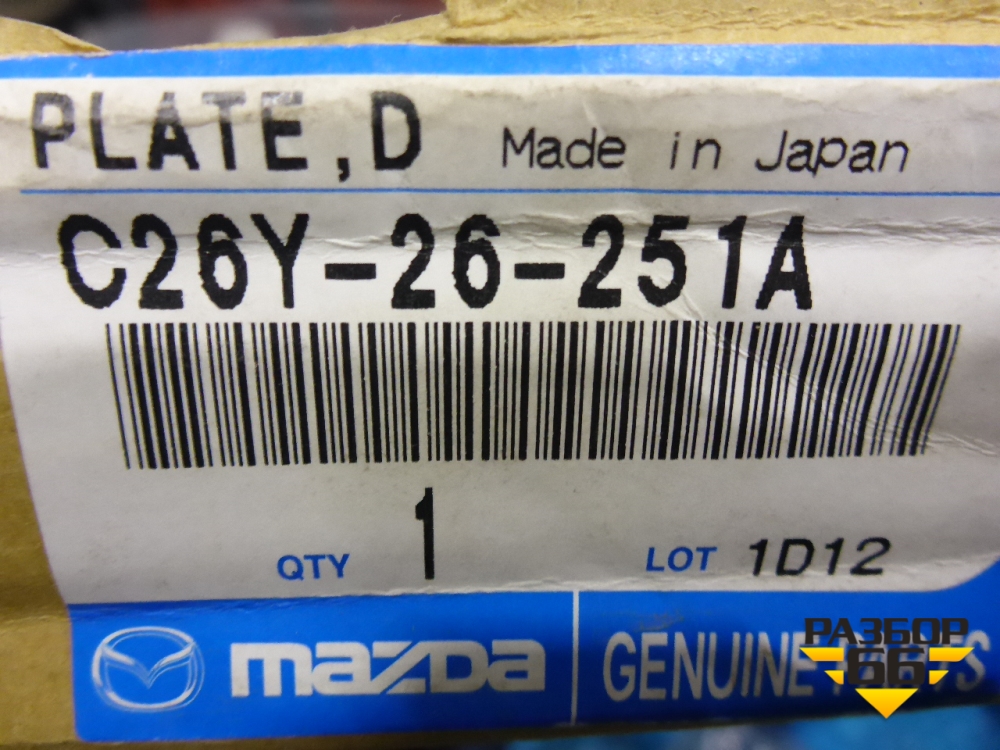 PLATE,D Made in Japan
C26Y-26-251A
QTY 1 LOT 1D12
mazda GENUINE
РАЗБОР
66